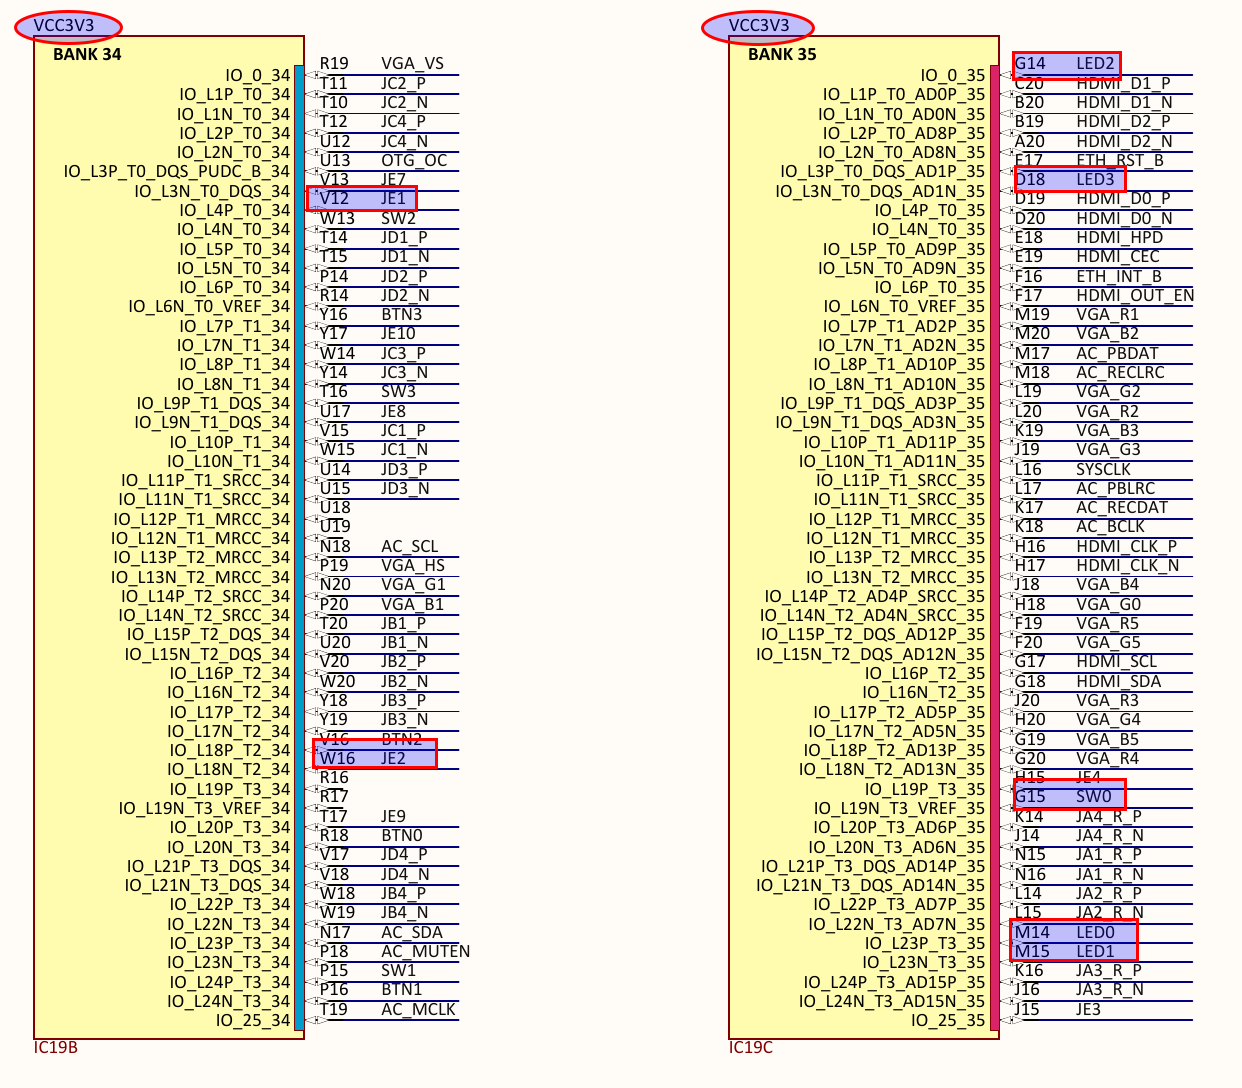 VCC3V3
BANK 34
IO_0_34 R19 VGA_VS
IO_L1P_T0_34 T11 JC2_P
IO_L1N_T0_34 T10 JC2_N
IO_L2P_T0_34 T12 JC4_P
IO_L2N_T0_34 U12 JC4_N
IO_L3P_T0_DQS_PUDC_B_34 U13 OTG_OC
IO_L3N_T0_DQS_34 V13 JE7
IO_L4P_T0_34 V12 JE1
IO_L4N_T0_34 W13 SW2
IO_L5P_T0_34 T14 JD1_P
IO_L5N_T0_34 T15 JD1_N
IO_L6P_T0_34 P14 JD2_P
IO_L6N_T0_VREF_34 R14 JD2_N
IO_L7P_T1_34 Y16 BTN3
IO_L7N_T1_34 Y17 JE10
IO_L8P_T1_34 W14 JC3_P
IO_L8N_T1_34 Y14 JC3_N
IO_L9P_T1_DQS_34 T16 SW3
IO_L9N_T1_DQS_34 U17 JE8
IO_L10P_T1_34 V15 JC1_P
IO_L10N_T1_34 W15 JC1_N
IO_L11P_T1_SRCC_34 U14 JD3_P
IO_L11N_T1_SRCC_34 U15 JD3_N
IO_L12P_T1_MRCC_34 U18
IO_L12N_T1_MRCC_34 U19
IO_L13P_T2_MRCC_34 N18 AC_SCL
IO_L13N_T2_MRCC_34 P19 VGA_HS
IO_L14P_T2_SRCC_34 N20 VGA_G1
IO_L14N_T2_SRCC_34 P20 VGA_B1
IO_L15P_T2_DQS_34 T20 JB1_P
IO_L15N_T2_DQS_34 U20 JB1_N
IO_L16P_T2_34 V20 JB2_P
IO_L16N_T2_34 W20 JB2_N
IO_L17P_T2_34 Y18 JB3_P
IO_L17N_T2_34 Y19 JB3_N
IO_L18P_T2_34 V16 BTN2
IO_L18N_T2_34 W16 JE2
IO_L19P_T3_34 R16
IO_L19N_T3_VREF_34 R17
IO_L20P_T3_34 T17 JE9
IO_L20N_T3_34 R18 BTN0
IO_L21P_T3_DQS_34 V17 JD4_P
IO_L21N_T3_DQS_34 V18 JD4_N
IO_L22P_T3_34 W18 JB4_P
IO_L22N_T3_34 W19 JB4_N
IO_L23P_T3_34 N17 AC_SDA
IO_L23N_T3_34 P18 AC_MUTEN
IO_L24P_T3_34 P15 SW1
IO_L24N_T3_34 P16 BTN1
IO_25_34 T19 AC_MCLK
IC19B
VCC3V3
BANK 35
IO_0_35 G14 LED2
IO_L1P_T0_AD0P_35 C20 HDMI_D1_P
IO_L1N_T0_AD0N_35 B20 HDMI_D1_N
IO_L2P_T0_AD8P_35 B19 HDMI_D2_P
IO_L2N_T0_AD8N_35 A20 HDMI_D2_N
IO_L3P_T0_DQS_AD1P_35 E17 ETH_RST_B
IO_L3N_T0_DQS_AD1N_35 D18 LED3
IO_L4P_T0_35 D19 HDMI_D0_P
IO_L4N_T0_35 D20 HDMI_D0_N
IO_L5P_T0_AD9P_35 E18 HDMI_HPD
IO_L5N_T0_AD9N_35 E19 HDMI_CEC
IO_L6P_T0_35 F16 ETH_INT_B
IO_L6N_T0_VREF_35 F17 HDMI_OUT_EN
IO_L7P_T1_AD2P_35 M19 VGA_R1
IO_L7N_T1_AD2N_35 M20 VGA_B2
IO_L8P_T1_AD10P_35 M17 AC_PBDAT
IO_L8N_T1_AD10N_35 M18 AC_RECLRC
IO_L9P_T1_DQS_AD3P_35 L19 VGA_G2
IO_L9N_T1_DQS_AD3N_35 L20 VGA_R2
IO_L10P_T1_AD11P_35 K19 VGA_B3
IO_L10N_T1_AD11N_35 J19 VGA_G3
IO_L11P_T1_SRCC_35 L16 SYSCLK
IO_L11N_T1_SRCC_35 L17 AC_PBLRC
IO_L12P_T1_MRCC_35 K17 AC_RECDAT
IO_L12N_T1_MRCC_35 K18 AC_BCLK
IO_L13P_T2_MRCC_35 H16 HDMI_CLK_P
IO_L13N_T2_MRCC_35 H17 HDMI_CLK_N
IO_L14P_T2_AD4P_SRCC_35 J18 VGA_B4
IO_L14N_T2_AD4N_SRCC_35 H18 VGA_G0
IO_L15P_T2_DQS_AD12P_35 F19 VGA_R5
IO_L15N_T2_DQS_AD12N_35 F20 VGA_G5
IO_L16P_T2_35 G17 HDMI_SCL
IO_L16N_T2_35 G18 HDMI_SDA
IO_L17P_T2_AD5P_35 J20 VGA_R3
IO_L17N_T2_AD5N_35 H20 VGA_G4
IO_L18P_T2_AD13P_35 G19 VGA_B5
IO_L18N_T2_AD13N_35 G20 VGA_R4
IO_L19P_T3_35 H15 JE4
IO_L19N_T3_VREF_35 G15 SW0
IO_L20P_T3_AD6P_35 K14 JA4_R_P
IO_L20N_T3_AD6N_35 J14 JA4_R_N
IO_L21P_T3_DQS_AD14P_35 N15 JA1_R_P
IO_L21N_T3_DQS_AD14N_35 N16 JA1_R_N
IO_L22P_T3_AD7P_35 L14 JA2_R_P
IO_L22N_T3_AD7N_35 L15 JA2_R_N
IO_L23P_T3_35 M14 LED0
IO_L23N_T3_35 M15 LED1
IO_L24P_T3_AD15P_35 K16 JA3_R_P
IO_L24N_T3_AD15N_35 J16 JA3_R_N
IO_25_35 J15 JE3
IC19C